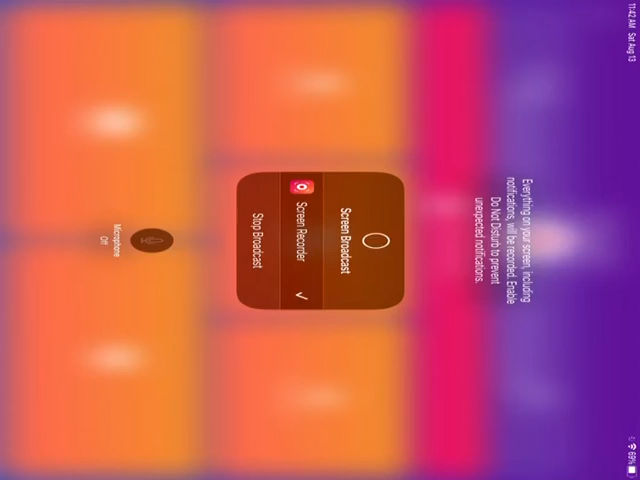 11:42 AM Sat Aug 13
69%
Everything on your screen, including
notifications, will be recorded. Enable
Do Not Disturb to prevent
unexpected notifications.
Screen Broadcast
Screen Recorder
Stop Broadcast
Microphone
Off